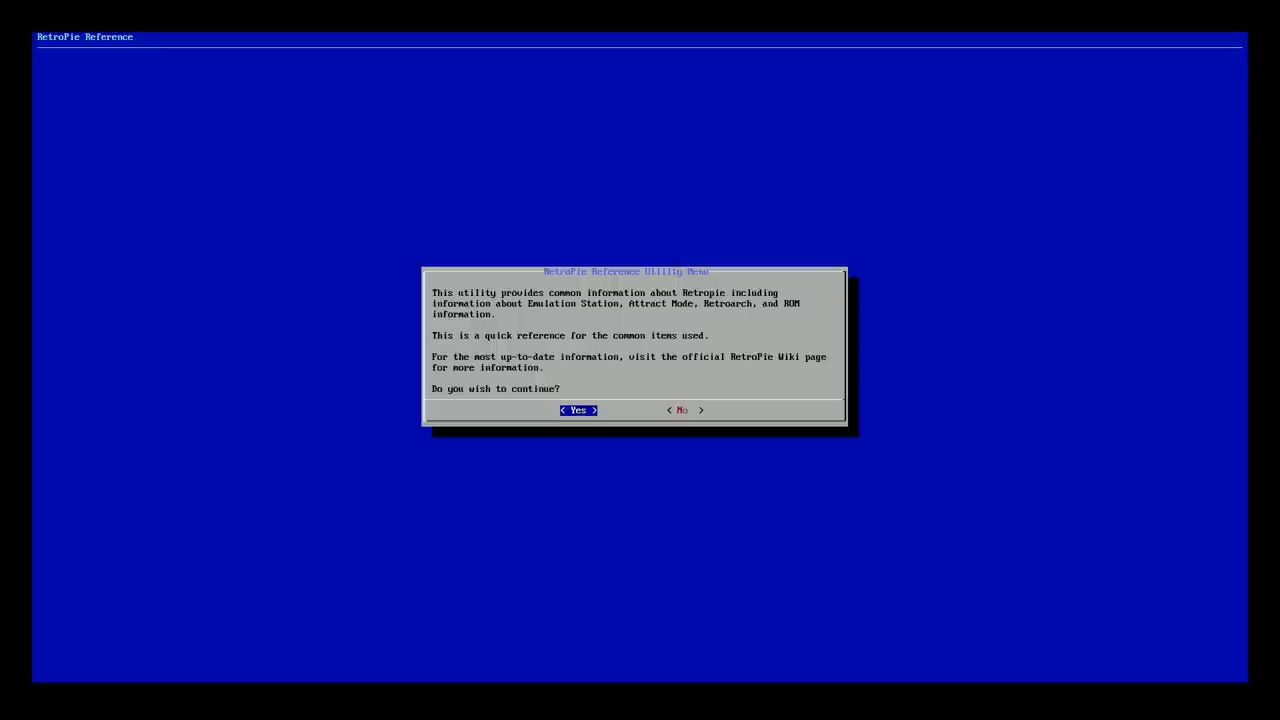 RetroPie Reference
RetroPie Reference Utility Menu
This utility provides common information about Retropie including
information about Emulation Station, Attract Mode, Retroarch, and ROM
information.
This is a quick reference for the common items used.
For the most up-to-date information, visit the official RetroPie Wiki page
for more information.
Do you wish to continue?
< Yes > < No >